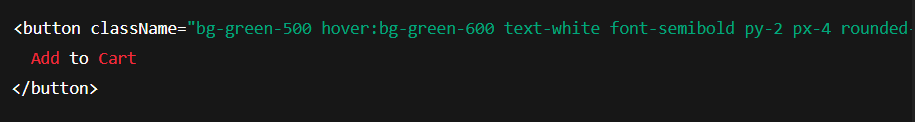 <button className="bg-green-500 hover:bg-green-600 text-white font-semibold py-2 px-4 rounded-
Add to Cart
</button>